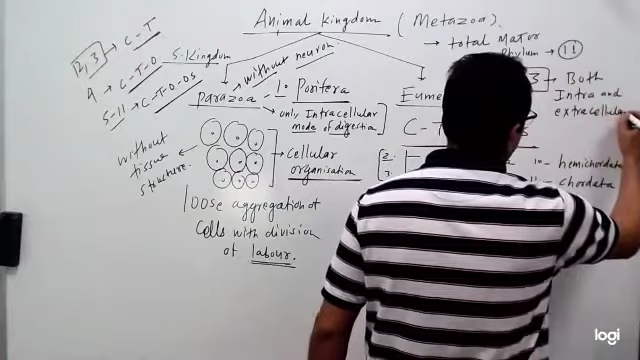 Animal kingdom (Metazoa).
→ total Major
Phylum → 11
2,3 → C-T
4 → C-T-O
5-11 → C-T-O-OS
5-Kingdom
without neuron.
Parazoa - 1. Porifera
only Intracellular
mode of digestion
Eume
C-T
3 → Both
Intra and
extracellular
10 - hemichordata
11 - chordata
without
tissue
structure.
→ cellular
organisation
loose aggregation of
cells with division
of labour.
logi